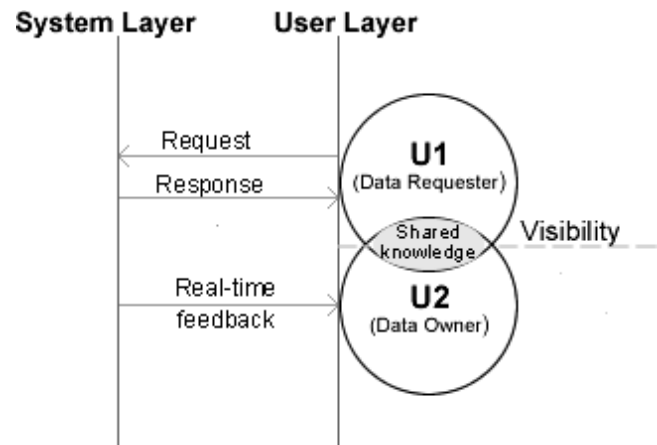 System Layer
User Layer
Request
Response
U1
(Data Requester)
Shared
knowledge
Visibility
Real-time
feedback
U2
(Data Owner)